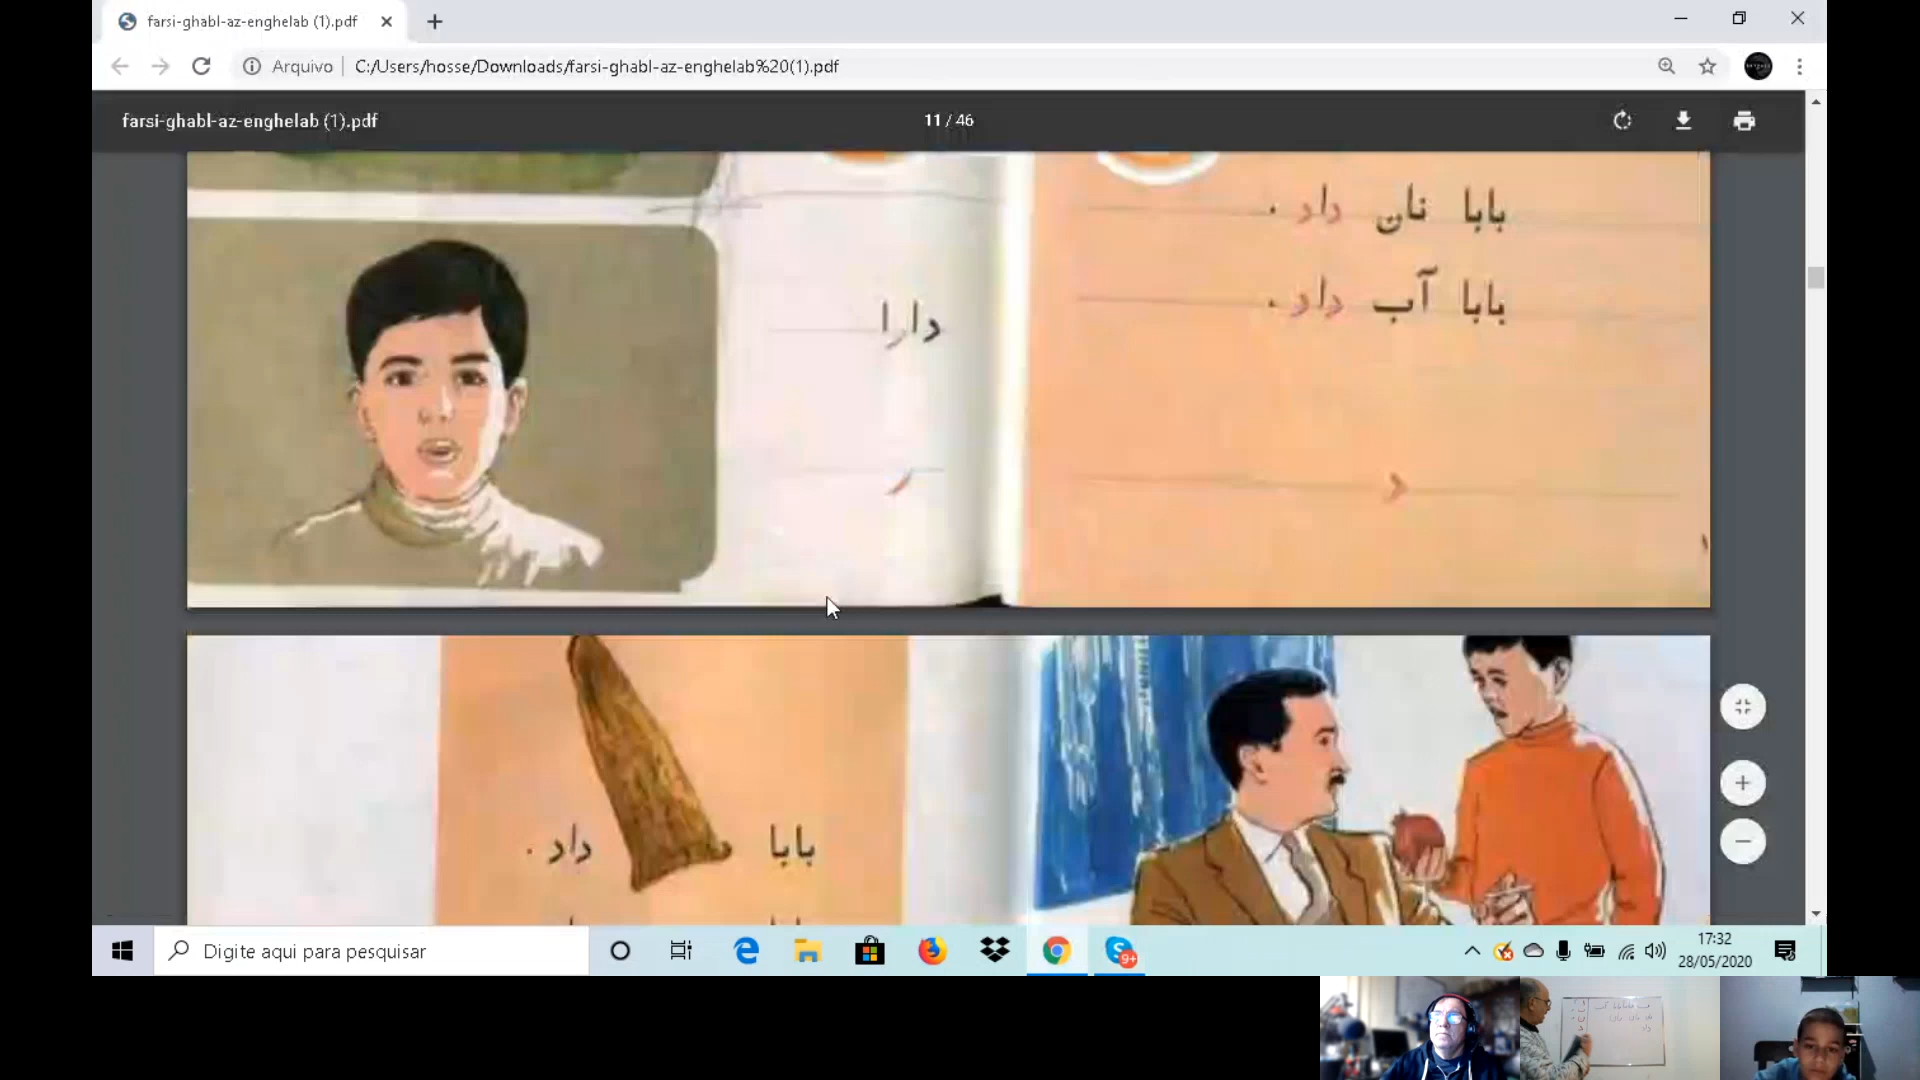 farsi-ghabl-az-enghelab (1).pdf
Arquivo
C:/Users/hosse/Downloads/farsi-ghabl-az-enghelab%20(1).pdf
farsi-ghabl-az-enghelab (1).pdf
11 / 46
بابا نان داد .
بابا آب داد .
دارا
ر
د
بابا داد .
Digite aqui para pesquisar
9+
17:32
28/05/2020